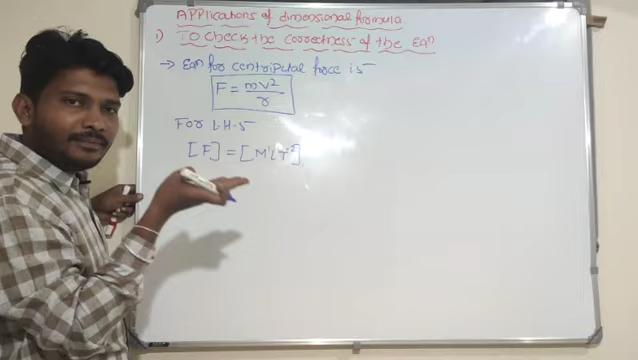 Applications of dimensional formula
1) To check the correctness of the Eqn
→ Eqn for centripetal force is
F = mv²/r
For L.H.S
[F] = [M¹L¹T⁻²]